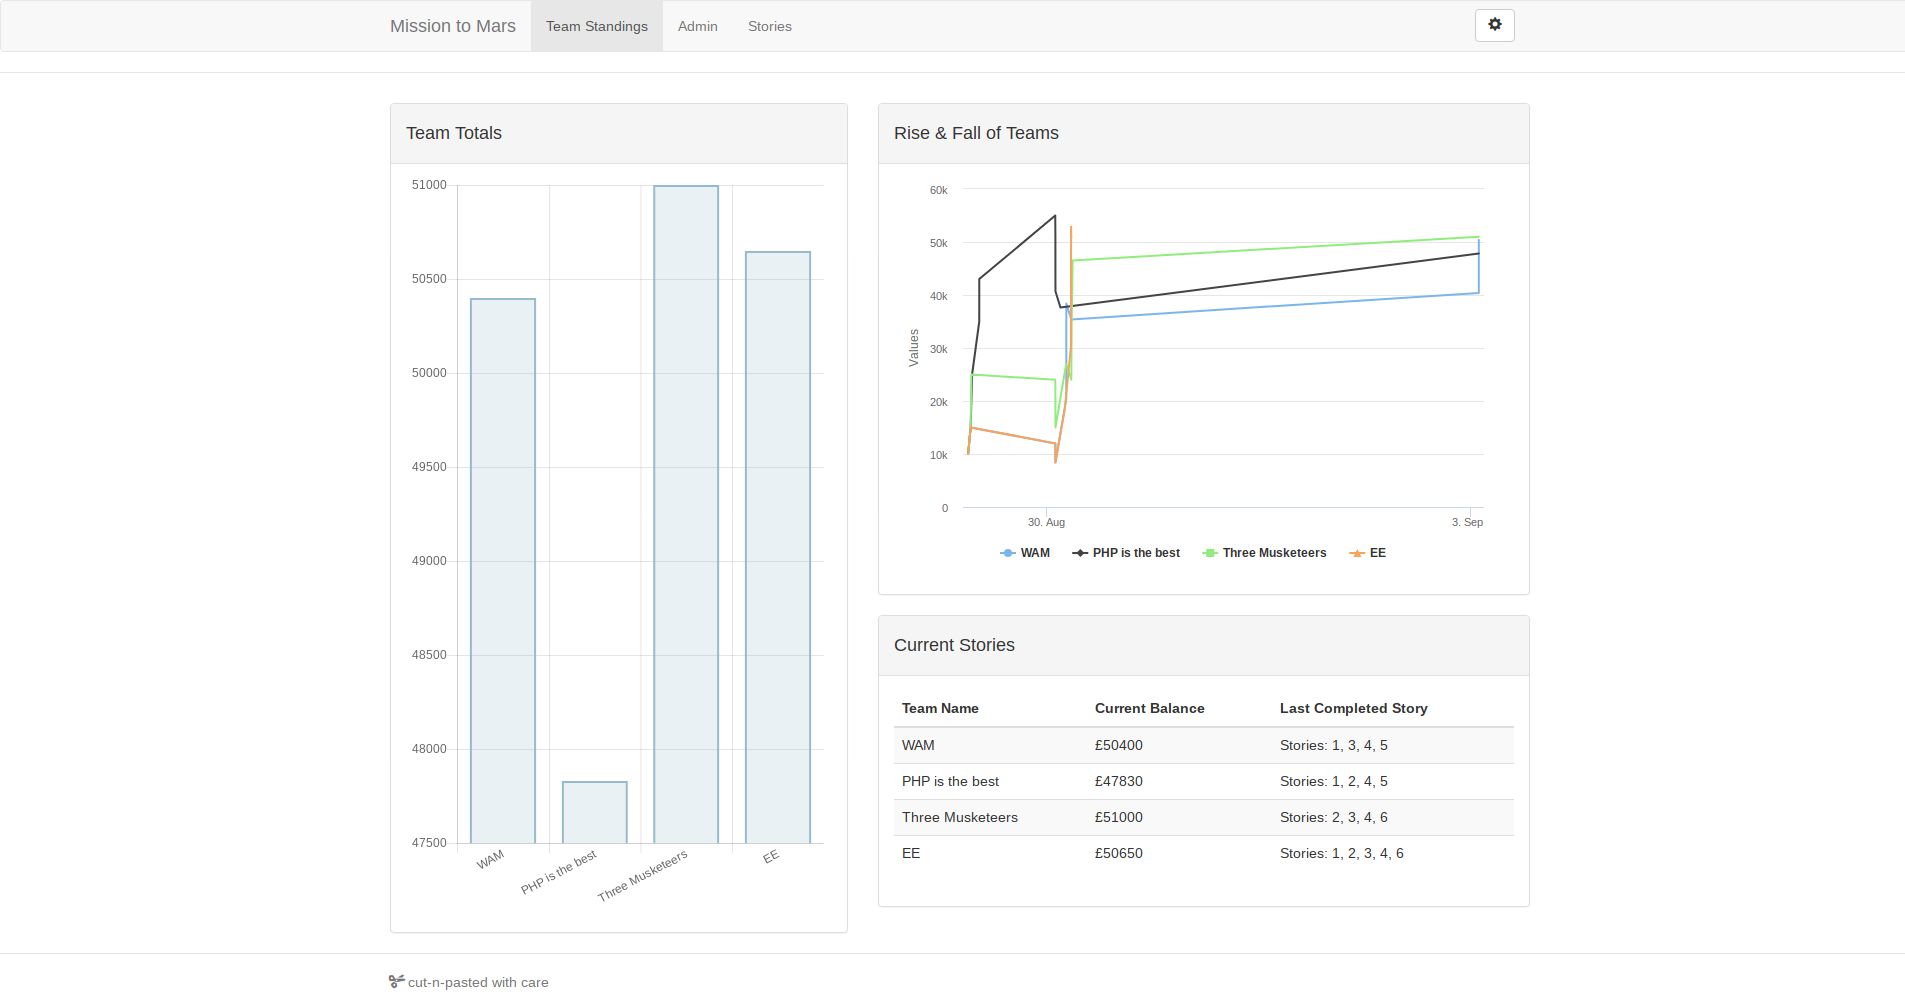 Mission to Mars Team Standings Admin Stories
Team Totals
51000
50500
50000
49500
49000
48500
48000
47500
WAM
PHP is the best
Three Musketeers
EE
Rise & Fall of Teams
Values
60k
50k
40k
30k
20k
10k
0
30. Aug 3. Sep
WAM PHP is the best Three Musketeers EE
Current Stories
Team Name Current Balance Last Completed Story
WAM £50400 Stories: 1, 3, 4, 5
PHP is the best £47830 Stories: 1, 2, 4, 5
Three Musketeers £51000 Stories: 2, 3, 4, 6
EE £50650 Stories: 1, 2, 3, 4, 6
cut-n-pasted with care